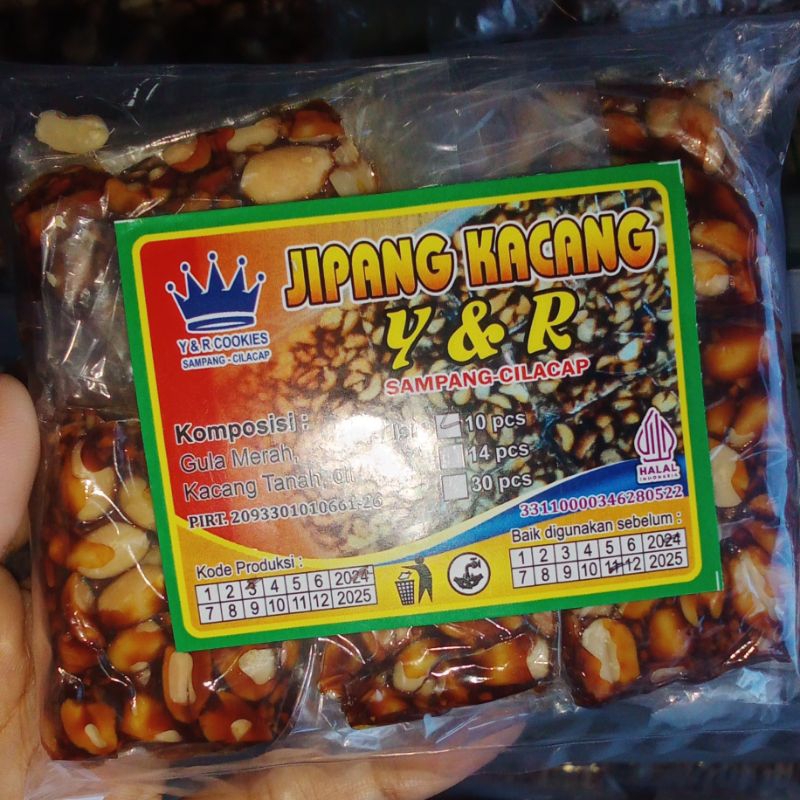 JIPANG KACANG
Y & R
SAMPANG-CILACAP
Y & R COOKIES
SAMPANG - CILACAP
Komposisi :
Gula Merah,
Kacang Tanah,
10 pcs
14 pcs
30 pcs
PIRT. 2093301010661-26
HALAL
INDONESIA
33110000346280522
Kode Produksi :
1 2 3 4 5 6 2024
7 8 9 10 11 12 2025
Baik digunakan sebelum :
1 2 3 4 5 6 2024
7 8 9 10 11 12 2025